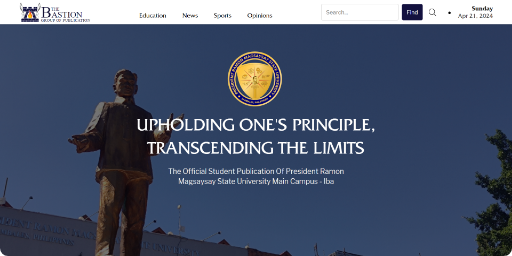 THE
BASTION
GROUP OF PUBLICATION
Education News Sports Opinions
Search...
Find
Sunday
Apr 21, 2024
UPHOLDING ONE'S PRINCIPLE,
TRANSCENDING THE LIMITS
The Official Student Publication Of President Ramon
Magsaysay State University Main Campus - Iba